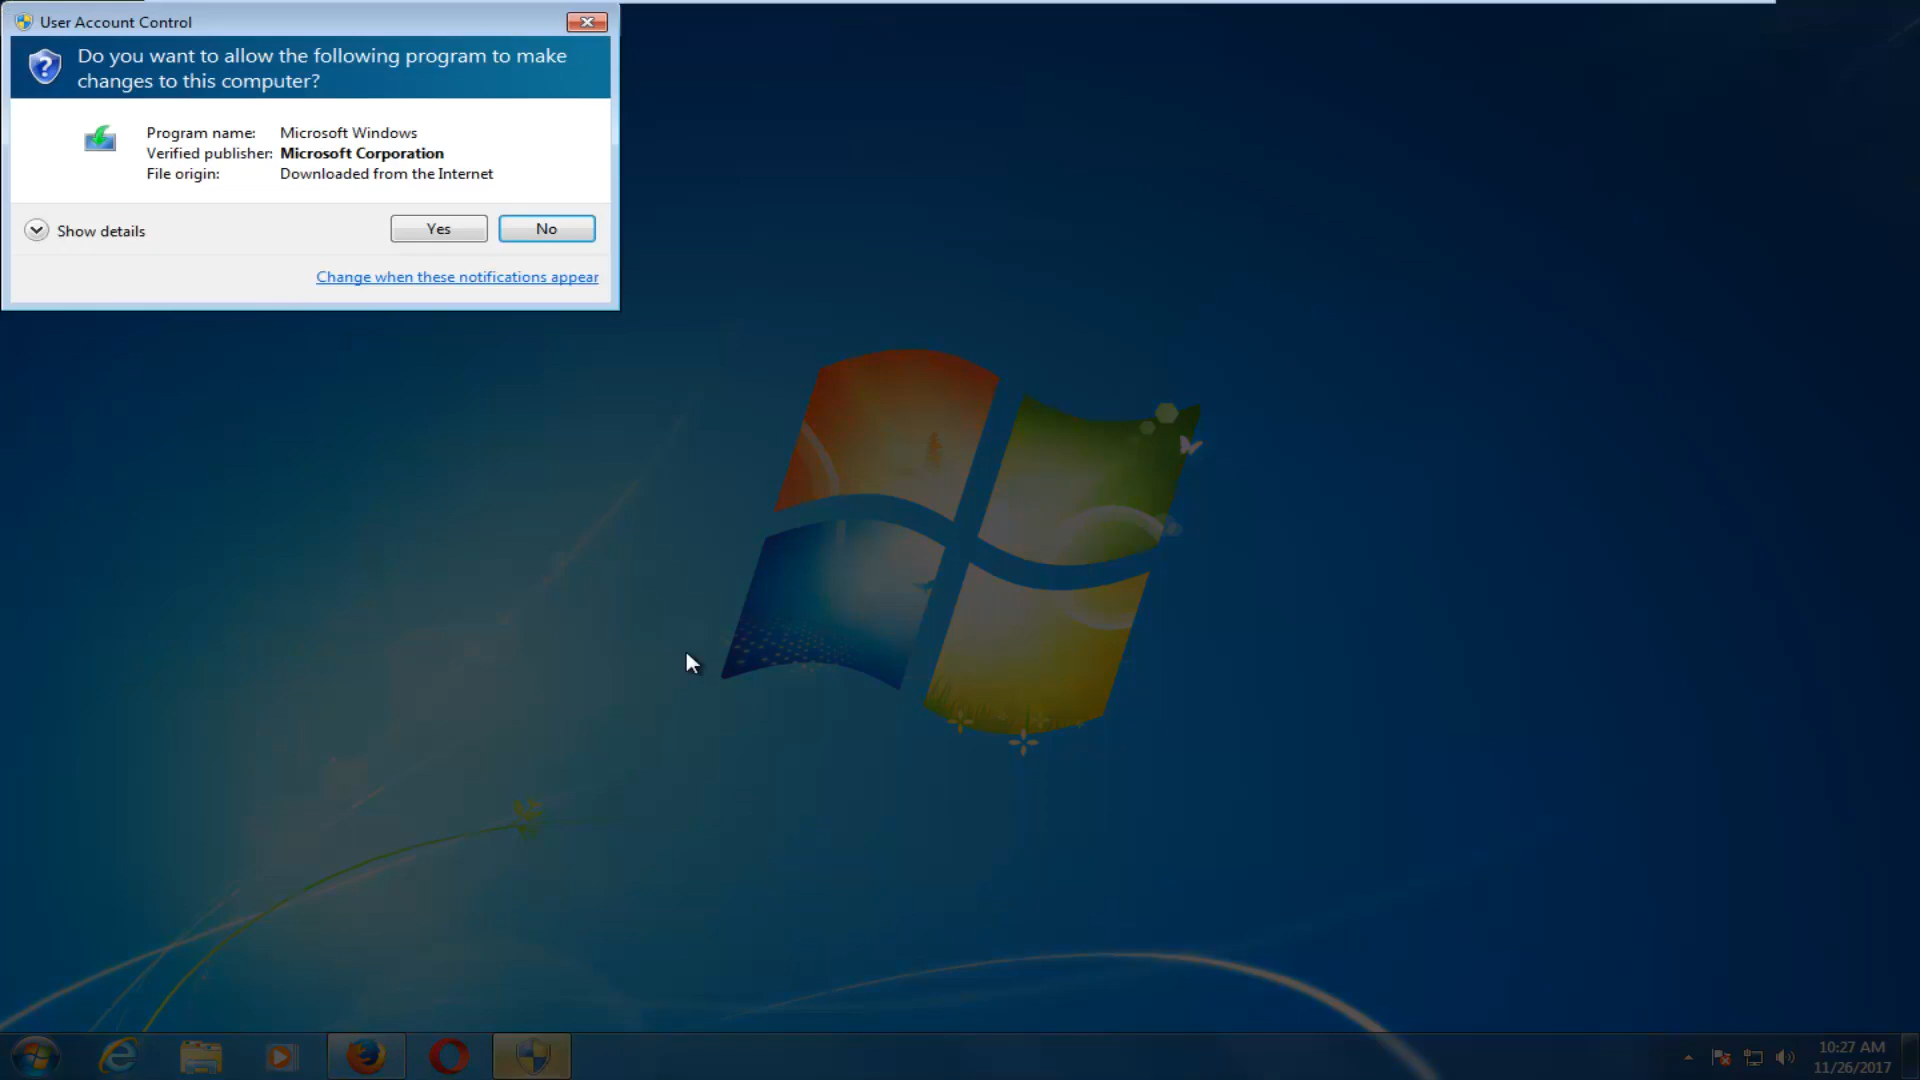 User Account Control
Do you want to allow the following program to make
changes to this computer?
Program name: Microsoft Windows
Verified publisher: Microsoft Corporation
File origin: Downloaded from the Internet
Show details
Yes
No
Change when these notifications appear
10:27 AM
11/26/2017